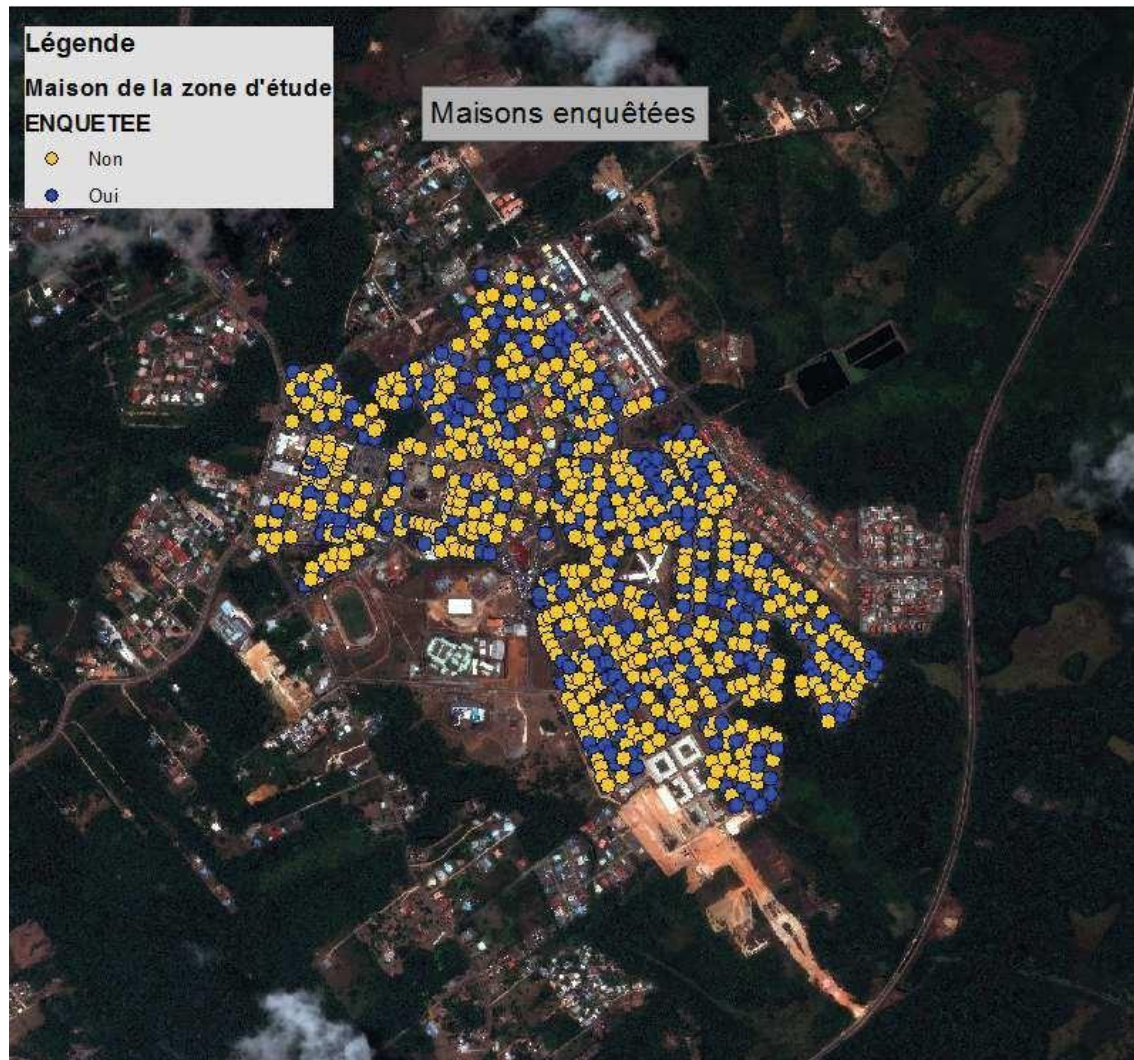 Légende
Maison de la zone d'étude
ENQUETEE
Non
Oui
Maisons enquêtées